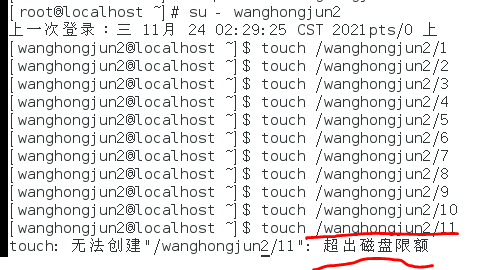 [root@localhost ~]# su - wanghongjun2
上一次登录：三 11月 24 02:29:25 CST 2021pts/0 上
[wanghongjun2@localhost ~]$ touch /wanghongjun2/1
[wanghongjun2@localhost ~]$ touch /wanghongjun2/2
[wanghongjun2@localhost ~]$ touch /wanghongjun2/3
[wanghongjun2@localhost ~]$ touch /wanghongjun2/4
[wanghongjun2@localhost ~]$ touch /wanghongjun2/5
[wanghongjun2@localhost ~]$ touch /wanghongjun2/6
[wanghongjun2@localhost ~]$ touch /wanghongjun2/7
[wanghongjun2@localhost ~]$ touch /wanghongjun2/8
[wanghongjun2@localhost ~]$ touch /wanghongjun2/9
[wanghongjun2@localhost ~]$ touch /wanghongjun2/10
[wanghongjun2@localhost ~]$ touch /wanghongjun2/11
touch: 无法创建"/wanghongjun2/11": 超出磁盘限额